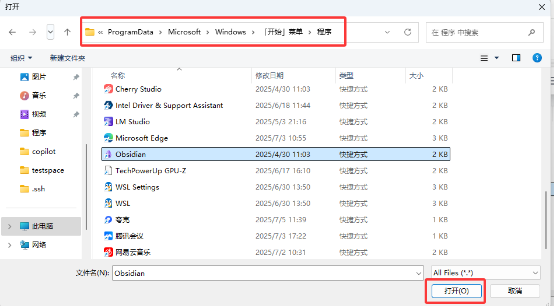 打开
« ProgramData › Microsoft › Windows › 「开始」菜单 › 程序
在 程序 中搜索
组织 新建文件夹
名称 修改日期 类型 大小
图片
音乐
视频
程序
copilot
testspace
.ssh
此电脑
网络
Cherry Studio 2025/4/30 11:03 快捷方式 2 KB
Intel Driver & Support Assistant 2025/6/18 11:44 快捷方式 2 KB
LM Studio 2025/5/3 21:16 快捷方式 2 KB
Microsoft Edge 2025/7/3 10:55 快捷方式 3 KB
Obsidian 2025/4/30 11:03 快捷方式 2 KB
TechPowerUp GPU-Z 2025/6/17 16:10 快捷方式 2 KB
WSL Settings 2025/6/30 13:50 快捷方式 3 KB
WSL 2025/6/30 13:50 快捷方式 2 KB
夸克 2025/7/5 11:39 快捷方式 1 KB
腾讯会议 2025/7/3 17:22 快捷方式 1 KB
网易云音乐 2025/7/2 10:31 快捷方式 2 KB
文件名(N): Obsidian All Files (*.*)
打开(O) 取消